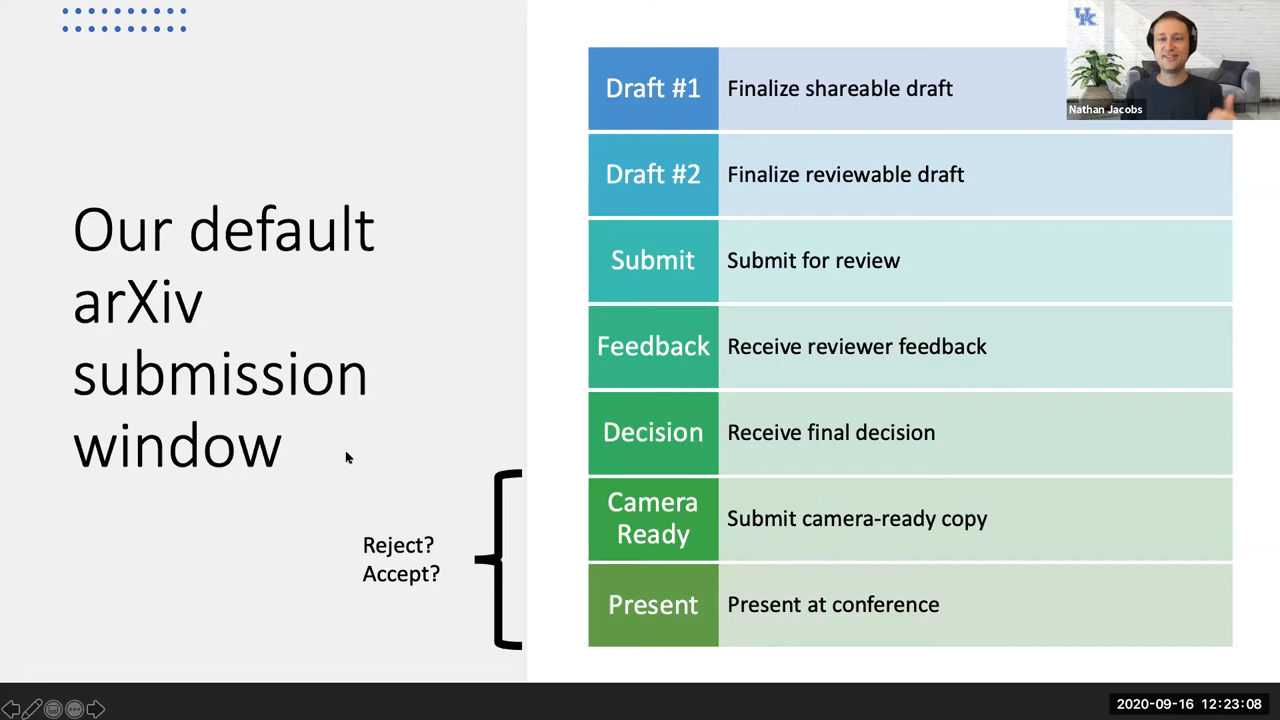 Our default
arXiv
submission
window
Reject?
Accept?
Draft #1
Finalize shareable draft
Draft #2
Finalize reviewable draft
Submit
Submit for review
Feedback
Receive reviewer feedback
Decision
Receive final decision
Camera
Ready
Submit camera-ready copy
Present
Present at conference
UK
Nathan Jacobs
2020-09-16 12:23:08